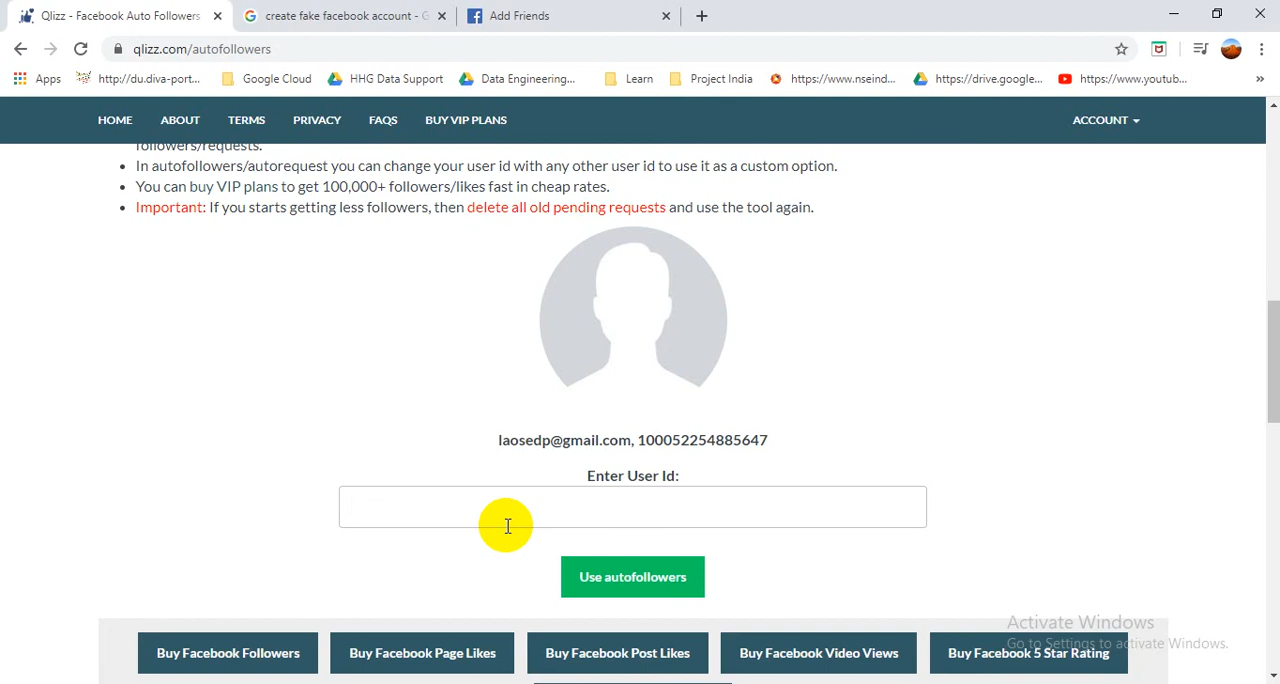 Qlizz - Facebook Auto Followers
create fake facebook account - G
Add Friends
qlizz.com/autofollowers
Apps
http://du.diva-port...
Google Cloud
HHG Data Support
Data Engineering...
Learn
Project India
https://www.nseind...
https://drive.google...
https://www.youtub...
»
HOME
ABOUT
TERMS
PRIVACY
FAQS
BUY VIP PLANS
ACCOUNT
followers/requests.
• In autofollowers/autorequest you can change your user id with any other user id to use it as a custom option.
• You can buy VIP plans to get 100,000+ followers/likes fast in cheap rates.
• Important: If you starts getting less followers, then delete all old pending requests and use the tool again.
laosedp@gmail.com, 100052254885647
Enter User Id:
Use autofollowers
Activate Windows
Go to Settings to activate Windows.
Buy Facebook Followers
Buy Facebook Page Likes
Buy Facebook Post Likes
Buy Facebook Video Views
Buy Facebook 5 Star Rating